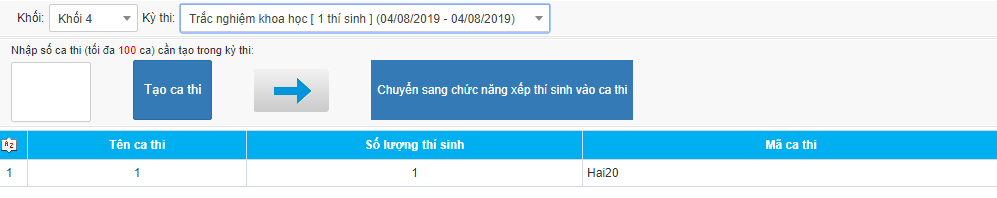 Khối: Khối 4 Kỳ thi: Trắc nghiệm khoa học [ 1 thí sinh ] (04/08/2019 - 04/08/2019)
Nhập số ca thi (tối đa 100 ca) cần tạo trong kỳ thi:
Tạo ca thi Chuyển sang chức năng xếp thí sinh vào ca thi
Tên ca thi Số lượng thí sinh Mã ca thi
1 1 1 Hai20